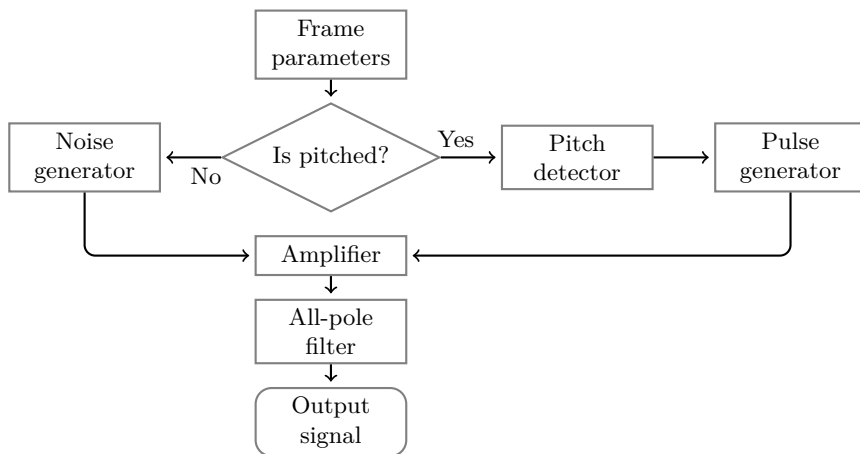 Frame
parameters
Noise
generator
No
Is pitched?
Yes
Pitch
detector
Pulse
generator
Amplifier
All-pole
filter
Output
signal